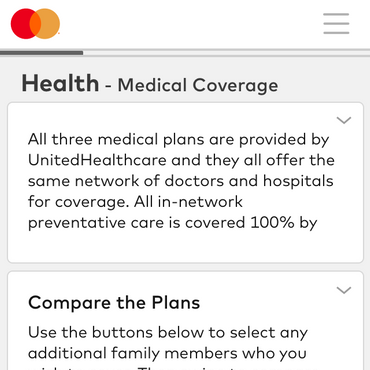 Health - Medical Coverage
All three medical plans are provided by
UnitedHealthcare and they all offer the
same network of doctors and hospitals
for coverage. All in-network
preventative care is covered 100% by
Compare the Plans
Use the buttons below to select any
additional family members who you